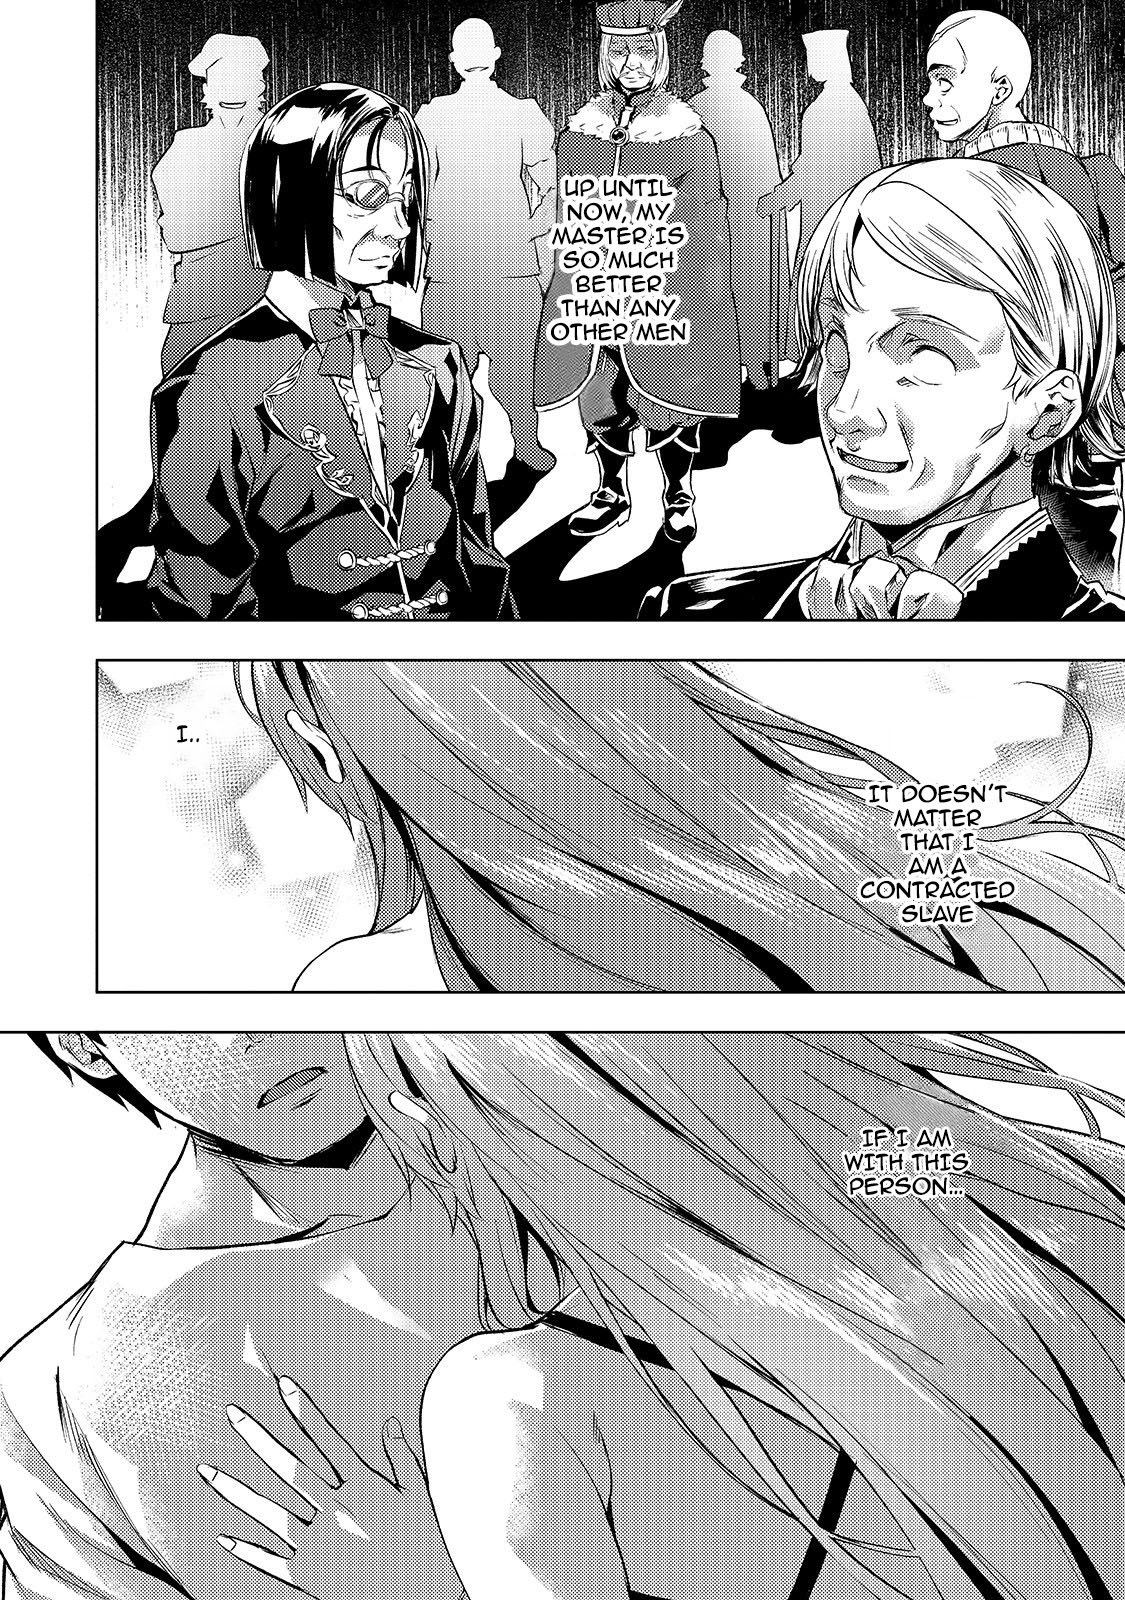 UP UNTIL
NOW, MY
MASTER IS
SO MUCH
BETTER
THAN ANY
OTHER MEN
IT DOESN'T
MATTER
THAT I
AM A
CONTRACTED
SLAVE
I..
IF I AM
WITH THIS
PERSON...